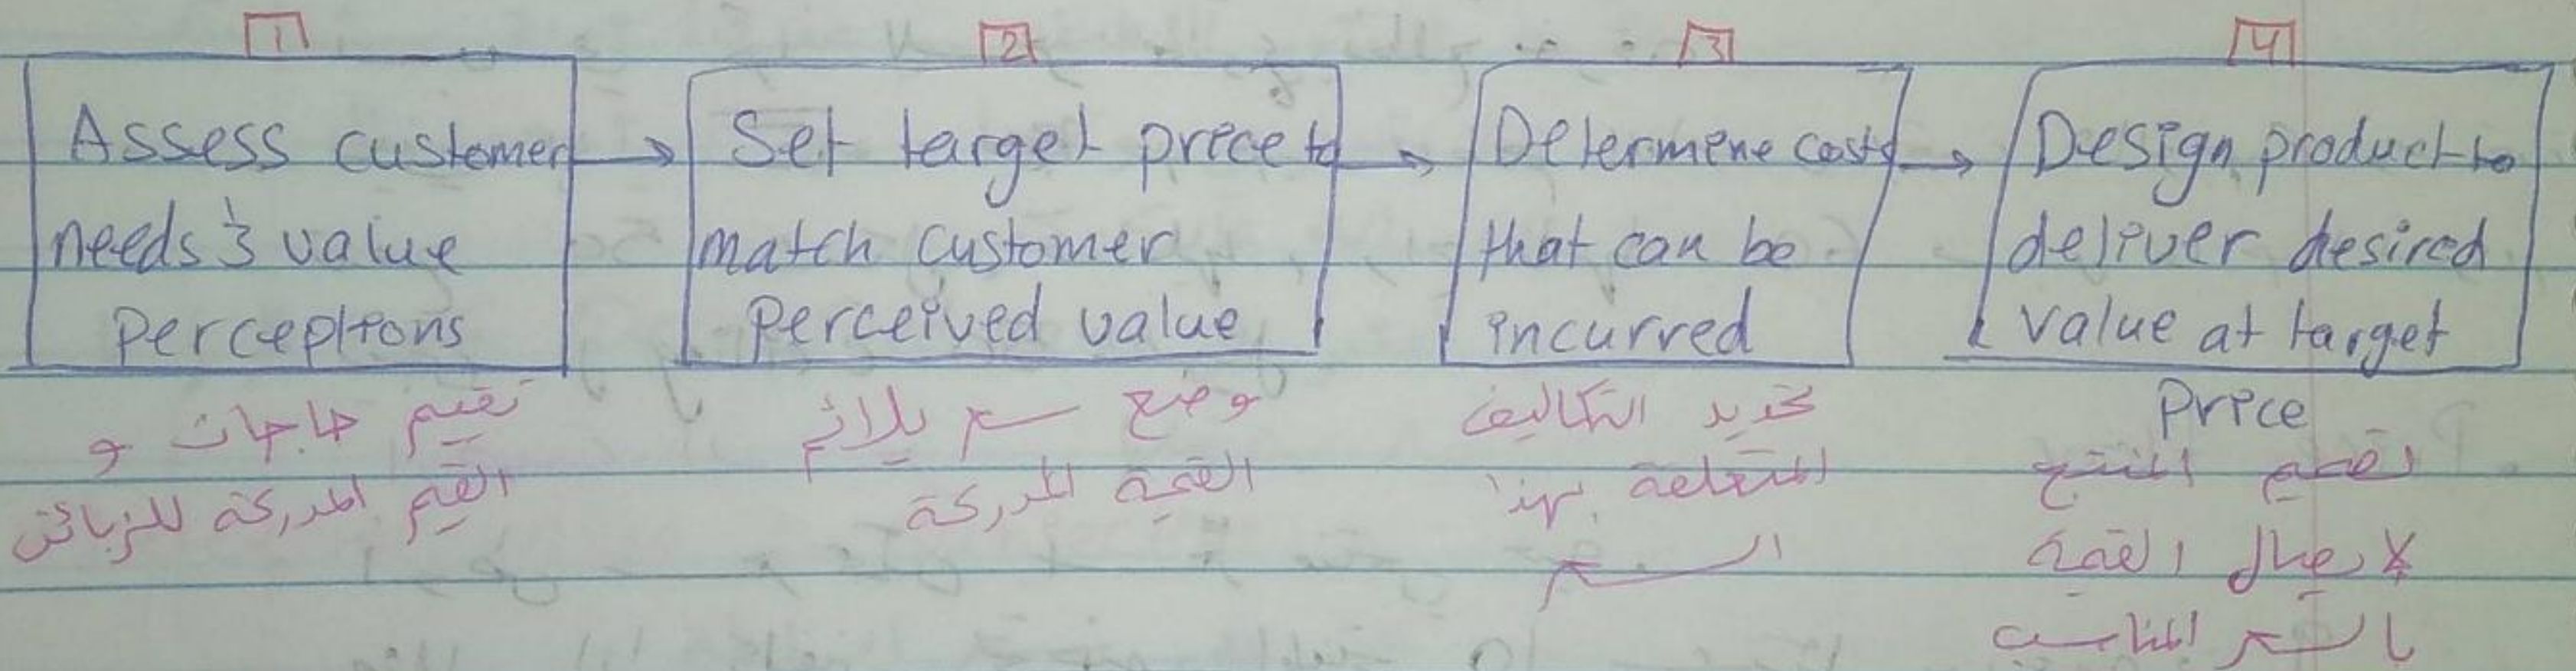 1
Assess customer
needs & value
perceptions
تقييم حاجات و
القيم المدركة للزبائن
2
Set target price to
match customer
perceived value
وضع سعر يلائم
القيمة المدركة
3
Determine costs
that can be
incurred
تحديد التكاليف
المتعلقة بهذا
السعر
4
Design product to
deliver desired
value at target
Price
تصميم المنتج
لايصال القيمة
بالسعر المناسب